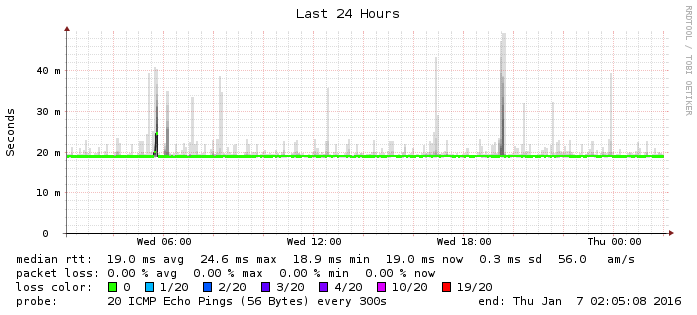 Last 24 Hours
RRDTOOL / TOBI OETIKER
Seconds
40 m
30 m
20 m
10 m
0
Wed 06:00 Wed 12:00 Wed 18:00 Thu 00:00
median rtt: 19.0 ms avg 24.6 ms max 18.9 ms min 19.0 ms now 0.3 ms sd 56.0 am/s
packet loss: 0.00 % avg 0.00 % max 0.00 % min 0.00 % now
loss color: 0 1/20 2/20 3/20 4/20 10/20 19/20
probe: 20 ICMP Echo Pings (56 Bytes) every 300s end: Thu Jan 7 02:05:08 2016